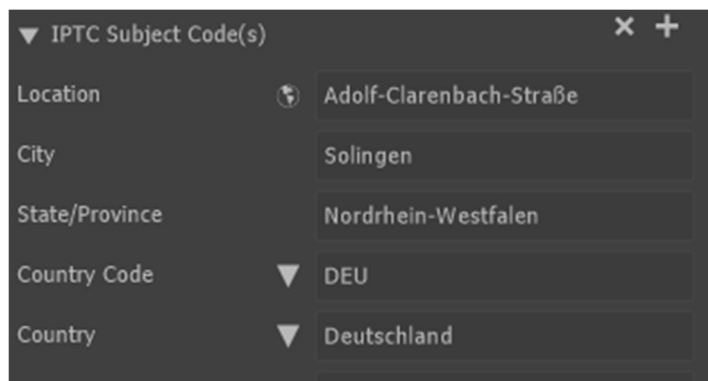 IPTC Subject Code(s)
Location Adolf-Clarenbach-Straße
City Solingen
State/Province Nordrhein-Westfalen
Country Code DEU
Country Deutschland